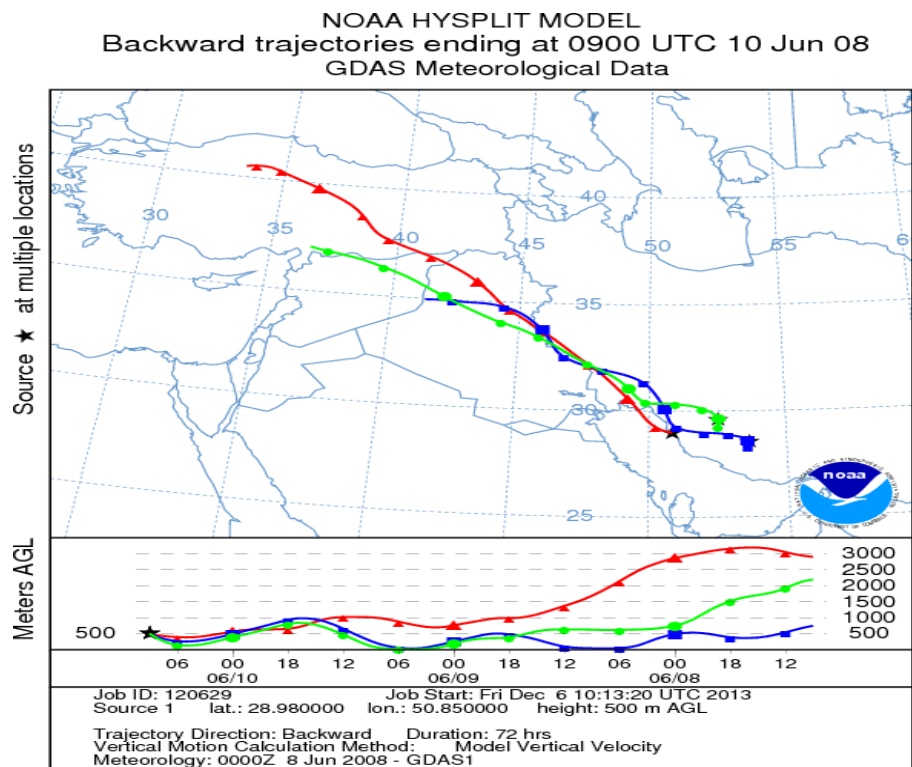 NOAA HYSPLIT MODEL
Backward trajectories ending at 0900 UTC 10 Jun 08
GDAS Meteorological Data
Source ★ at multiple locations
30 35 40 45 50 55 6
40
35
30
25
noaa
Meters AGL
500
3000
2500
2000
1500
1000
500
06 00 18 12 06 00 18 12 06 00 18 12
06/10 06/09 06/08
Job ID: 120629 Job Start: Fri Dec 6 10:13:20 UTC 2013
Source 1 lat.: 28.980000 lon.: 50.850000 height: 500 m AGL
Trajectory Direction: Backward Duration: 72 hrs
Vertical Motion Calculation Method: Model Vertical Velocity
Meteorology: 0000Z 8 Jun 2008 - GDAS1